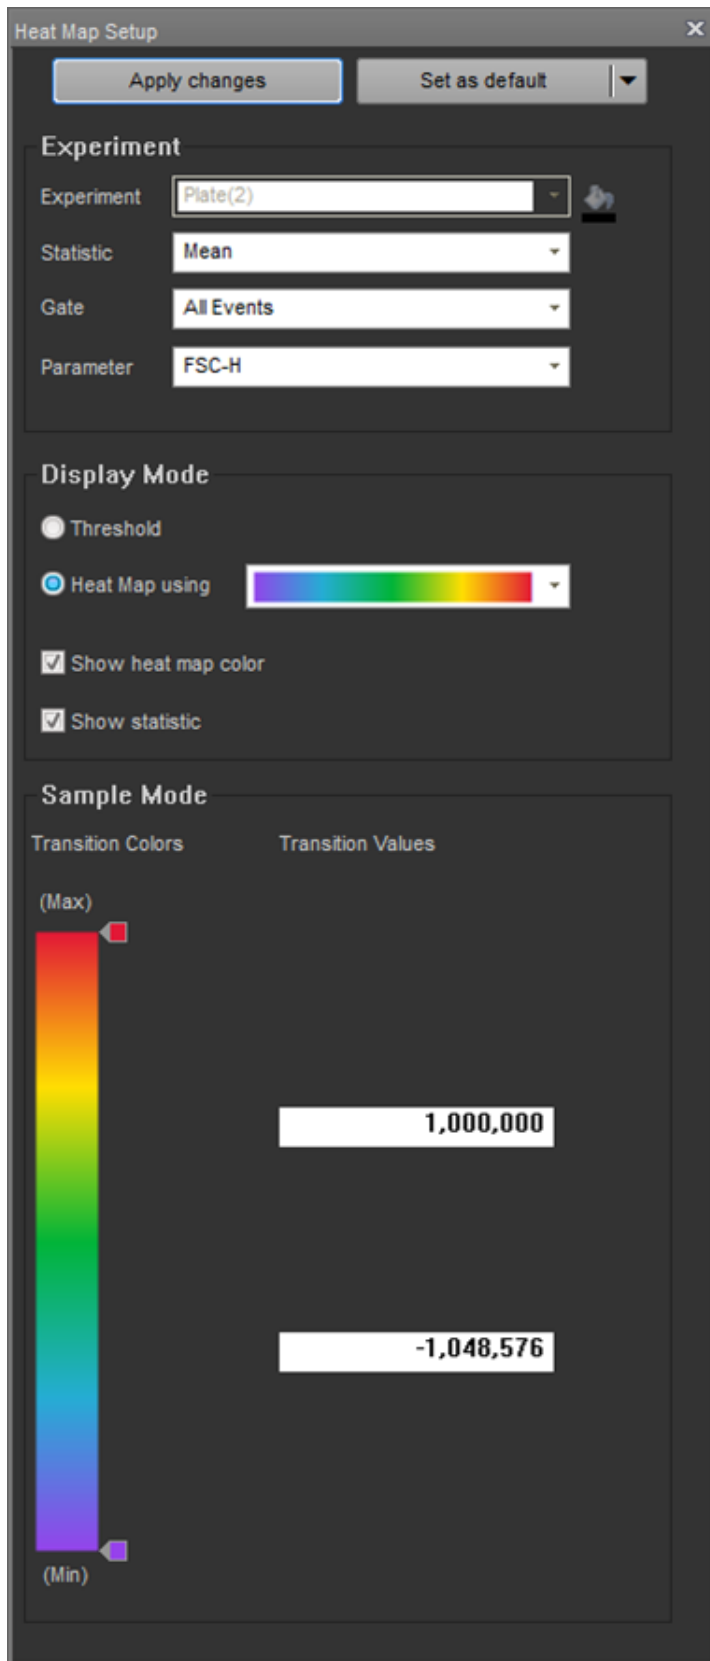 Heat Map Setup
Apply changes Set as default
Experiment
Experiment Plate(2)
Statistic Mean
Gate All Events
Parameter FSC-H
Display Mode
Threshold
Heat Map using
Show heat map color
Show statistic
Sample Mode
Transition Colors Transition Values
(Max)
1,000,000
-1,048,576
(Min)